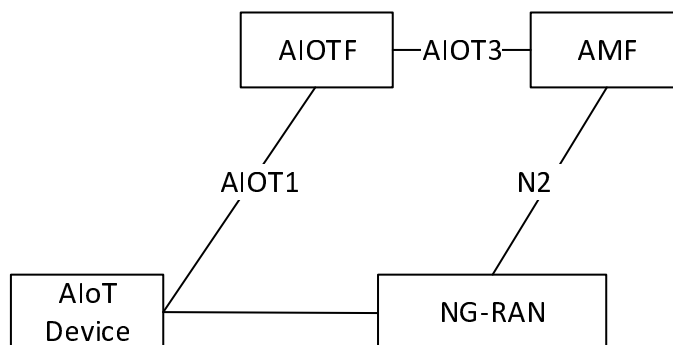 AIOTF
AIOT3
AMF
AIOT1
N2
AIoT
Device
NG-RAN